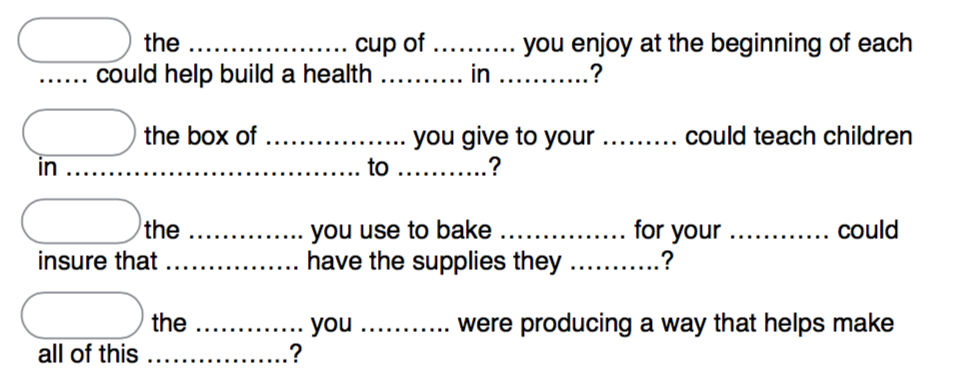 the ................... cup of .......... you enjoy at the beginning of each
...... could help build a health .......... in ...........?
the box of ................. you give to your ......... could teach children
in ................................... to ...........?
the .............. you use to bake ............... for your ............ could
insure that ................ have the supplies they ...........?
the ............. you ........... were producing a way that helps make
all of this .................?